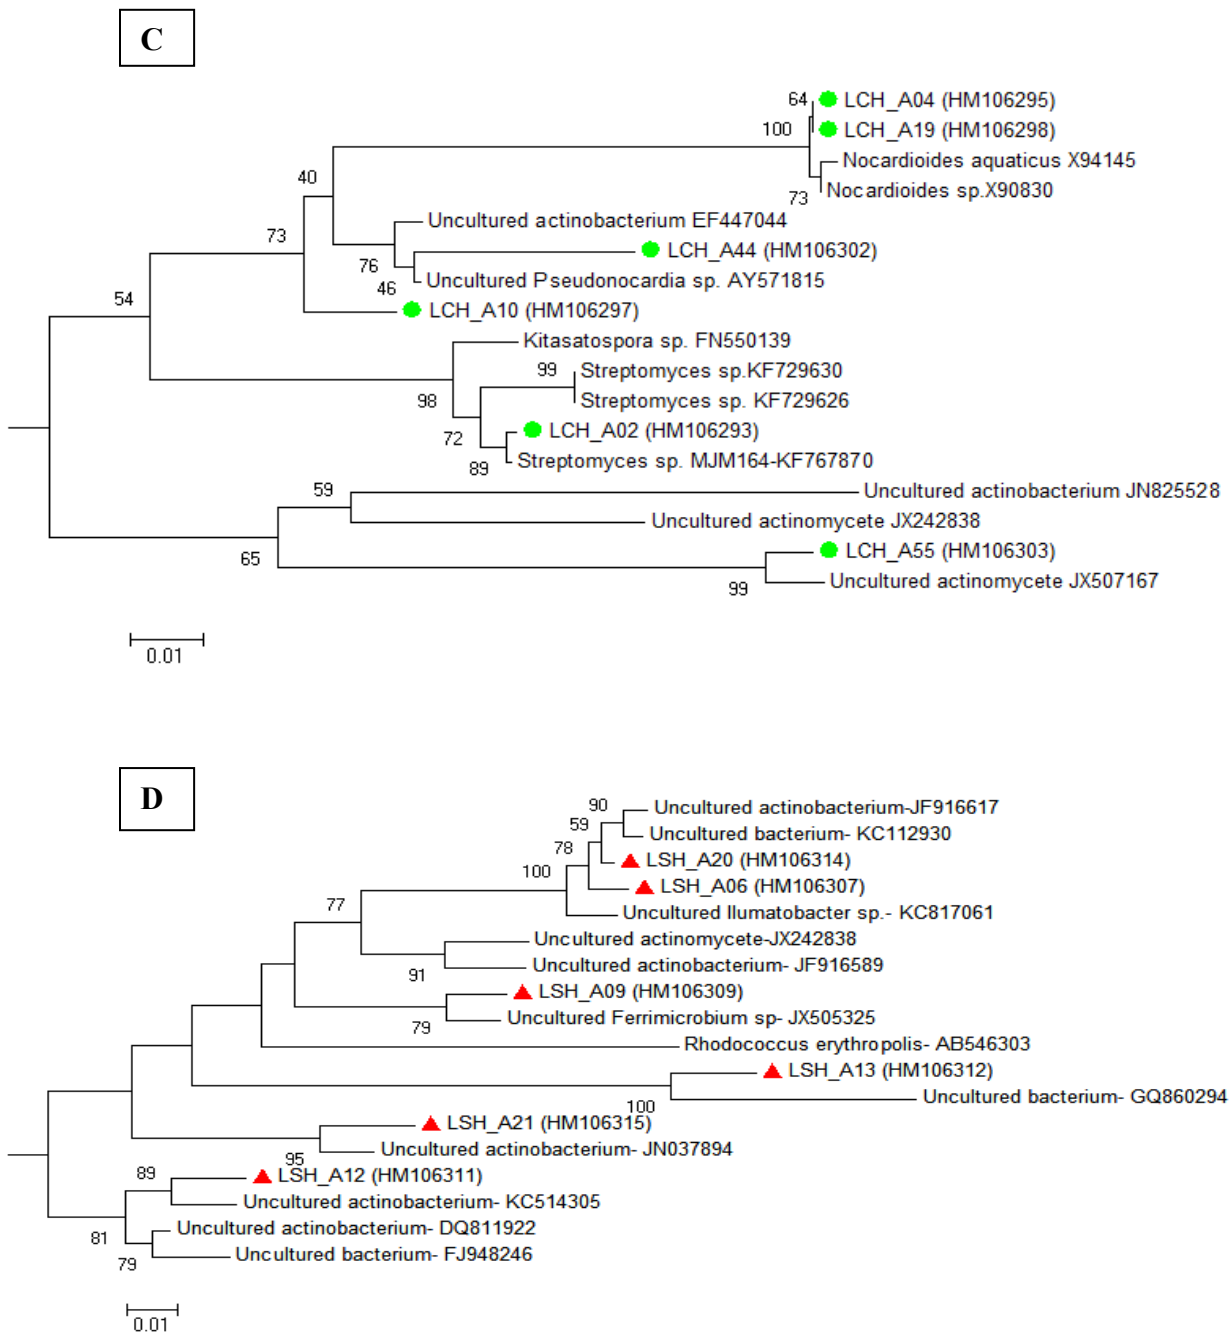 C
64 LCH_A04 (HM106295)
100 LCH_A19 (HM106298)
Nocardioides aquaticus X94145
40
73 Nocardioides sp.X90830
Uncultured actinobacterium EF447044
73
LCH_A44 (HM106302)
76
46 Uncultured Pseudonocardia sp. AY571815
54
LCH_A10 (HM106297)
Kitasatospora sp. FN550139
99 Streptomyces sp.KF729630
98 Streptomyces sp. KF729626
LCH_A02 (HM106293)
72
89 Streptomyces sp. MJM164-KF767870
59 Uncultured actinobacterium JN825528
Uncultured actinomycete JX242838
65 LCH_A55 (HM106303)
99 Uncultured actinomycete JX507167
0.01
D
90 Uncultured actinobacterium-JF916617
59 Uncultured bacterium- KC112930
78 LSH_A20 (HM106314)
100 LSH_A06 (HM106307)
77 Uncultured Ilumatobacter sp.- KC817061
Uncultured actinomycete-JX242838
91 Uncultured actinobacterium- JF916589
LSH_A09 (HM106309)
79 Uncultured Ferrimicrobium sp- JX505325
Rhodococcus erythropolis- AB546303
LSH_A13 (HM106312)
100 Uncultured bacterium- GQ860294
LSH_A21 (HM106315)
95 Uncultured actinobacterium- JN037894
89 LSH_A12 (HM106311)
Uncultured actinobacterium- KC514305
81 Uncultured actinobacterium- DQ811922
79 Uncultured bacterium- FJ948246
0.01